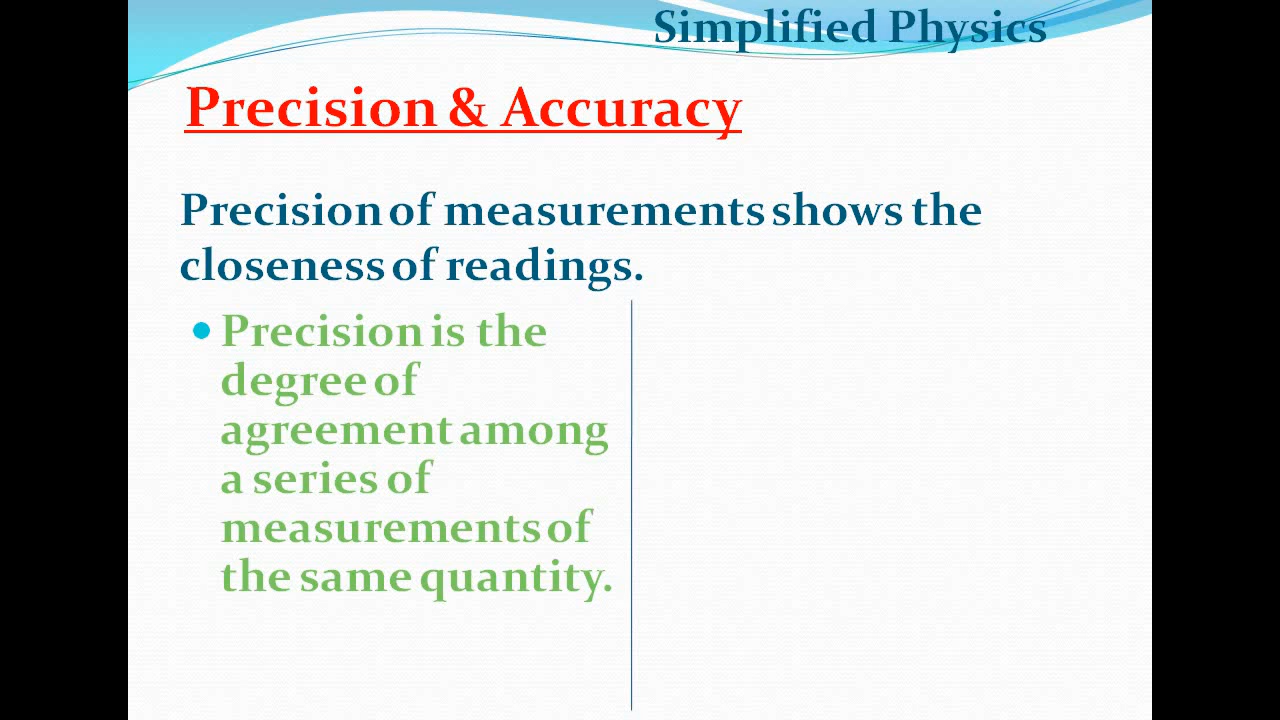 Simplified Physics
Precision & Accuracy
Precision of measurements shows the
closeness of readings.
Precision is the
degree of
agreement among
a series of
measurements of
the same quantity.